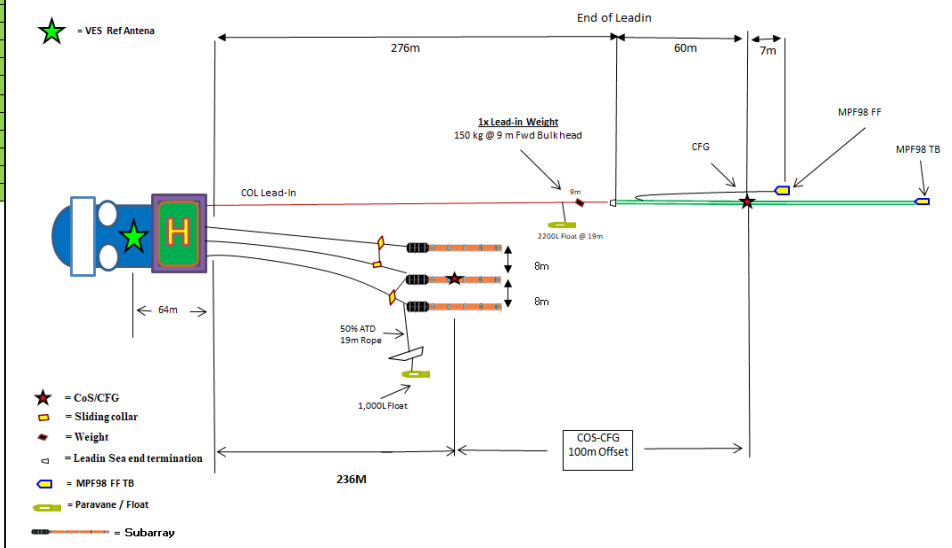 = VES Ref Antena
End of Leadin
276m
60m
7m
1x Lead-in Weight
150 kg @ 9 m Fwd Bulkhead
MPF98 FF
CFG
MPF98 TB
COL Lead-In
9m
2200L Float @ 19m
H
8m
8m
64m
50% ATD
19m Rope
1,000L Float
= CoS/CFG
= Sliding collar
= Weight
= Leadin Sea end termination
= MPF98 FF TB
= Paravane / Float
= Subarray
COS-CFG
100m Offset
236M